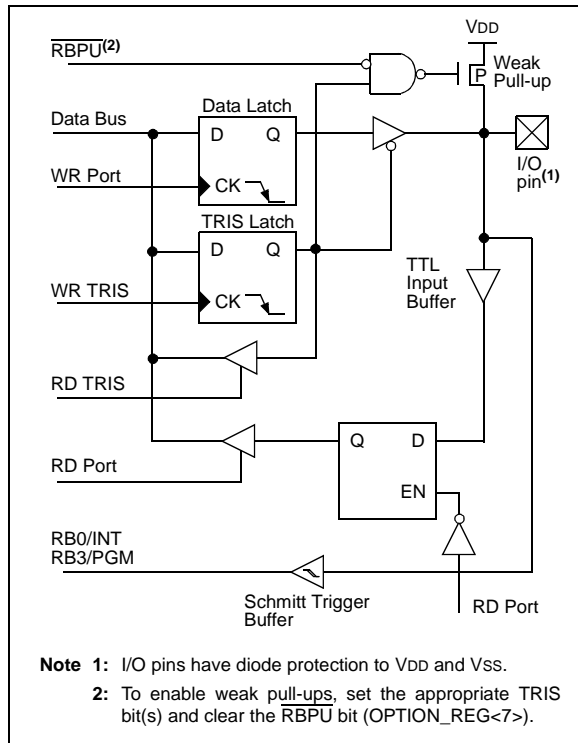 VDD
RBPU(2)
Weak
Pull-up
P
Data Latch
Data Bus
D Q
WR Port
CK
I/O
pin(1)
TRIS Latch
D Q
TTL
Input
Buffer
WR TRIS
CK
RD TRIS
Q D
RD Port
EN
RB0/INT
RB3/PGM
Schmitt Trigger
Buffer
RD Port
Note 1: I/O pins have diode protection to VDD and VSS.
2: To enable weak pull-ups, set the appropriate TRIS
bit(s) and clear the RBPU bit (OPTION_REG<7>).